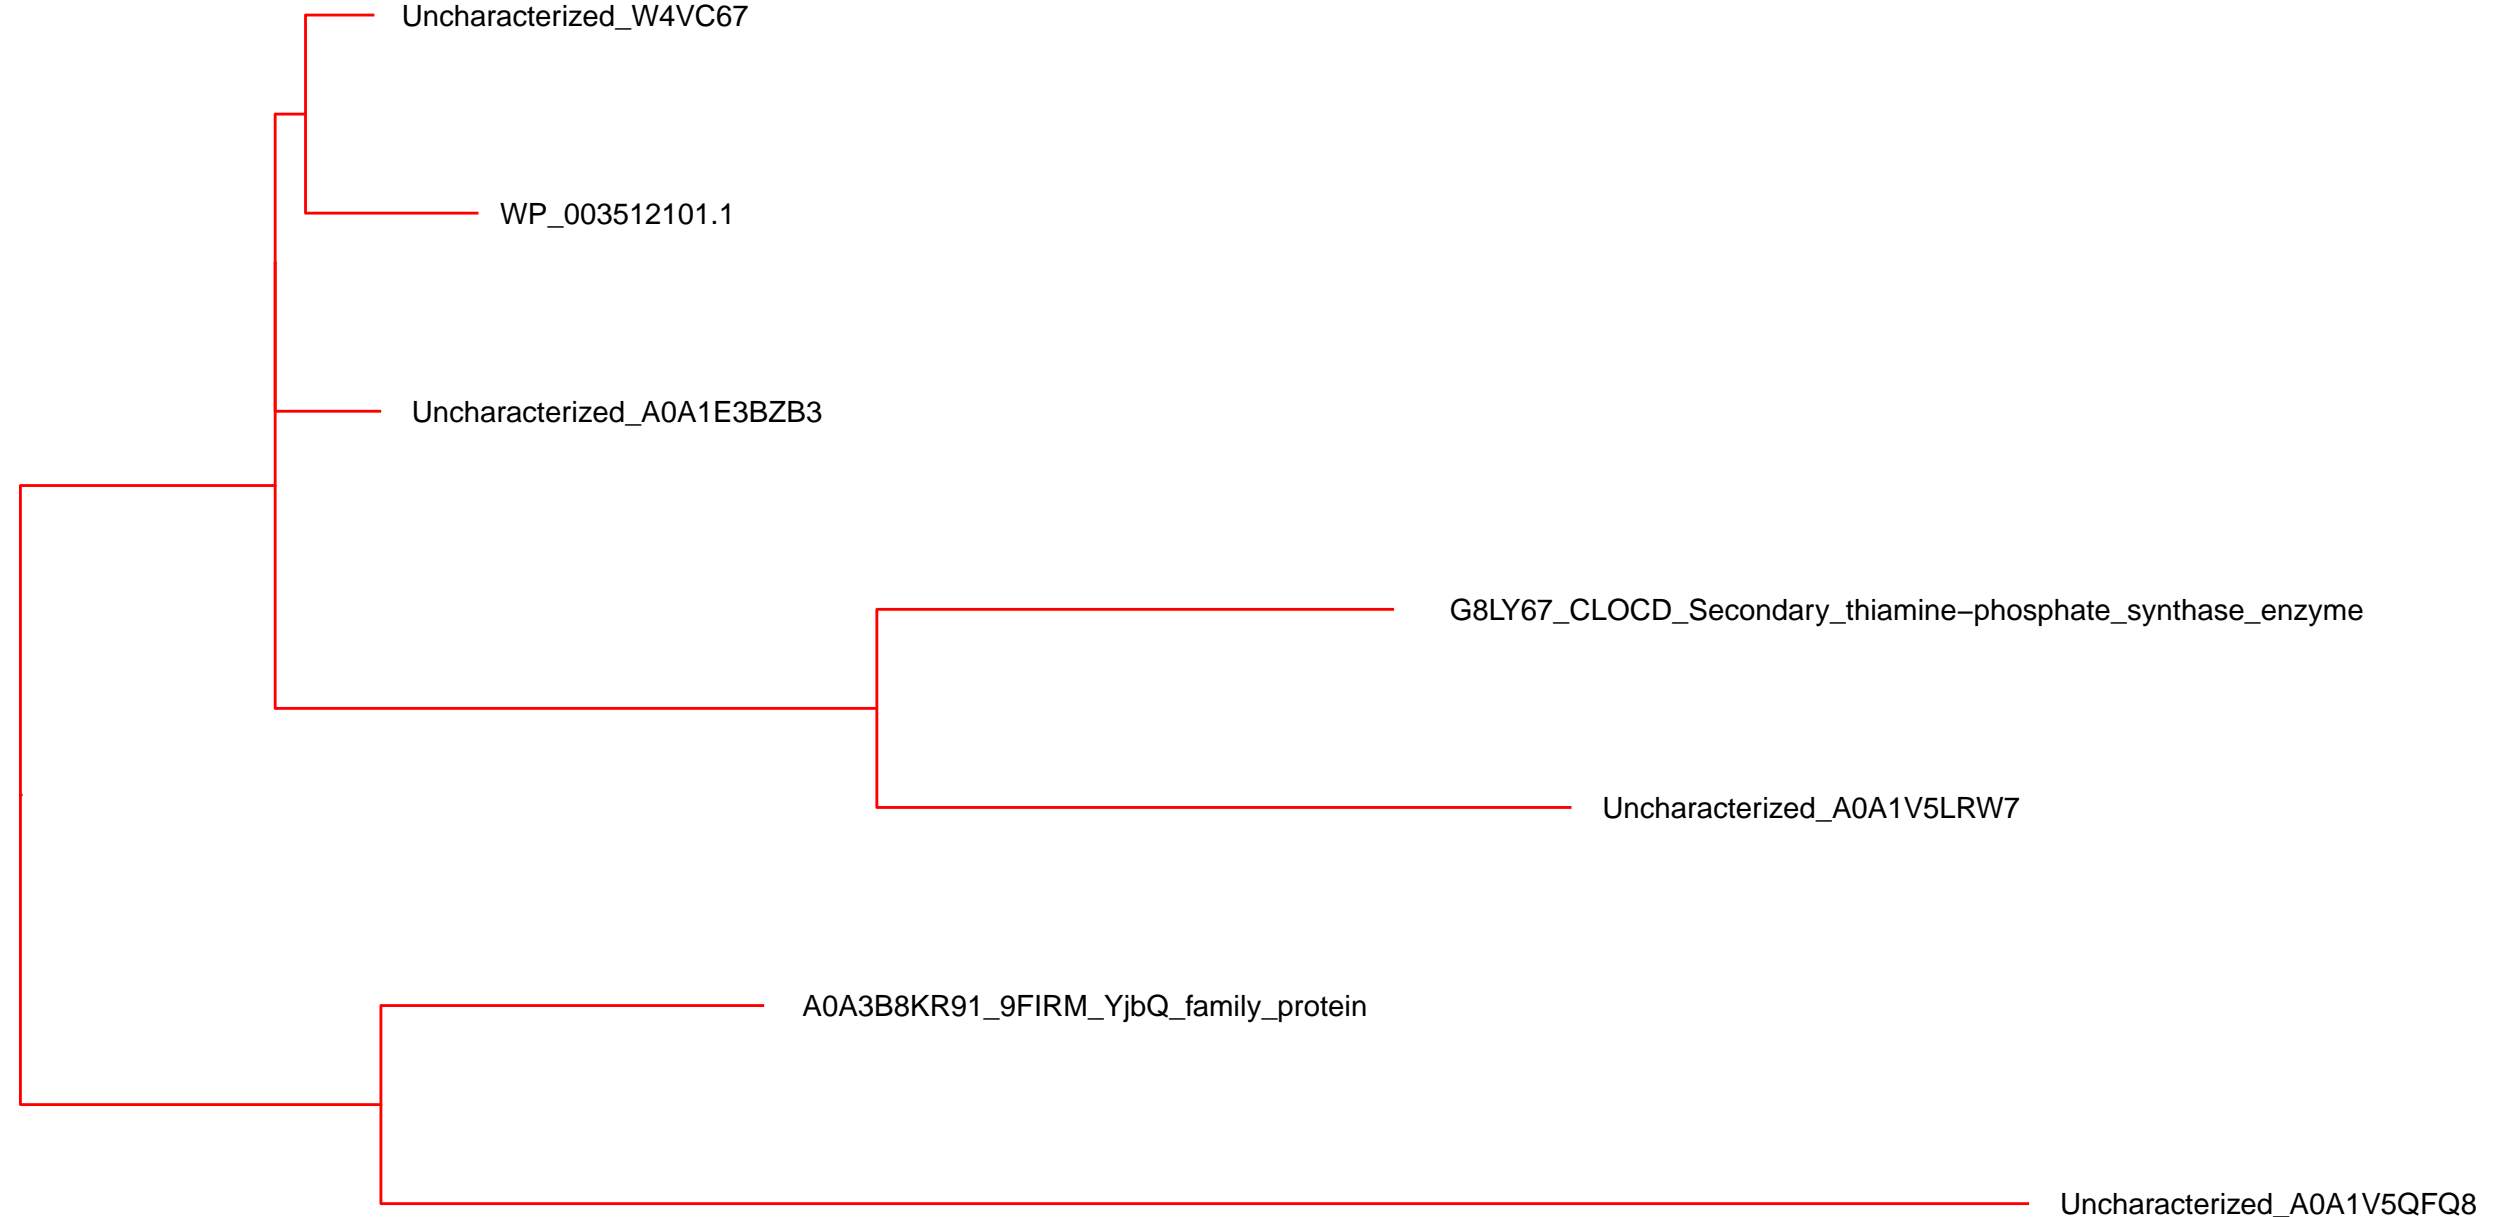 Uncharacterized_W4VC67
WP_003512101.1
Uncharacterized_A0A1E3BZB3
G8LY67_CLOCD_Secondary_thiamine−phosphate_synthase_enzyme
Uncharacterized_A0A1V5LRW7
A0A3B8KR91_9FIRM_YjbQ_family_protein
Uncharacterized_A0A1V5QFQ8